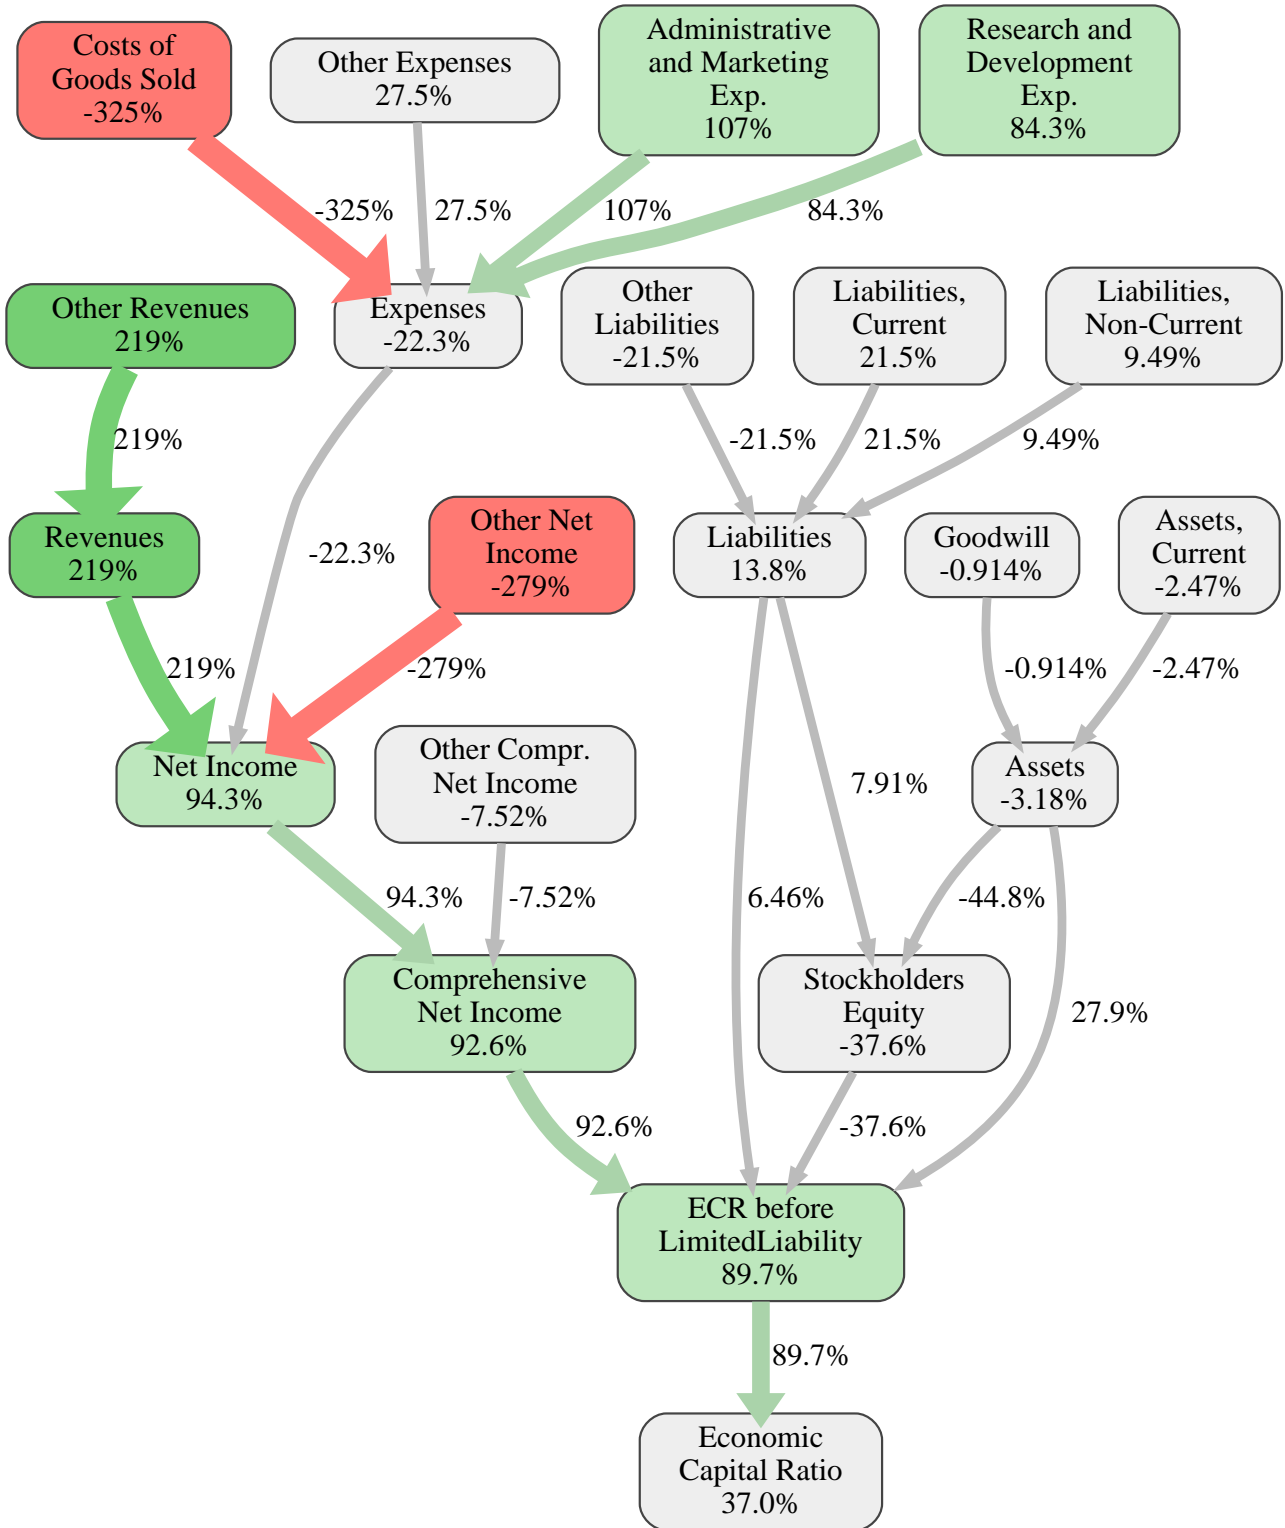 Costs of
Goods Sold
-325%
Other Expenses
27.5%
Administrative
and Marketing
Exp.
107%
Research and
Development
Exp.
84.3%
-325%
27.5%
107%
84.3%
Other Revenues
219%
Expenses
-22.3%
Other
Liabilities
-21.5%
Liabilities,
Current
21.5%
Liabilities,
Non-Current
9.49%
219%
-21.5%
21.5%
9.49%
Revenues
219%
-22.3%
Other Net
Income
-279%
Liabilities
13.8%
Goodwill
-0.914%
Assets,
Current
-2.47%
219%
-279%
-0.914%
-2.47%
Net Income
94.3%
Other Compr.
Net Income
-7.52%
7.91%
Assets
-3.18%
94.3%
-7.52%
6.46%
-44.8%
Comprehensive
Net Income
92.6%
Stockholders
Equity
-37.6%
27.9%
92.6%
-37.6%
ECR before
LimitedLiability
89.7%
89.7%
Economic
Capital Ratio
37.0%